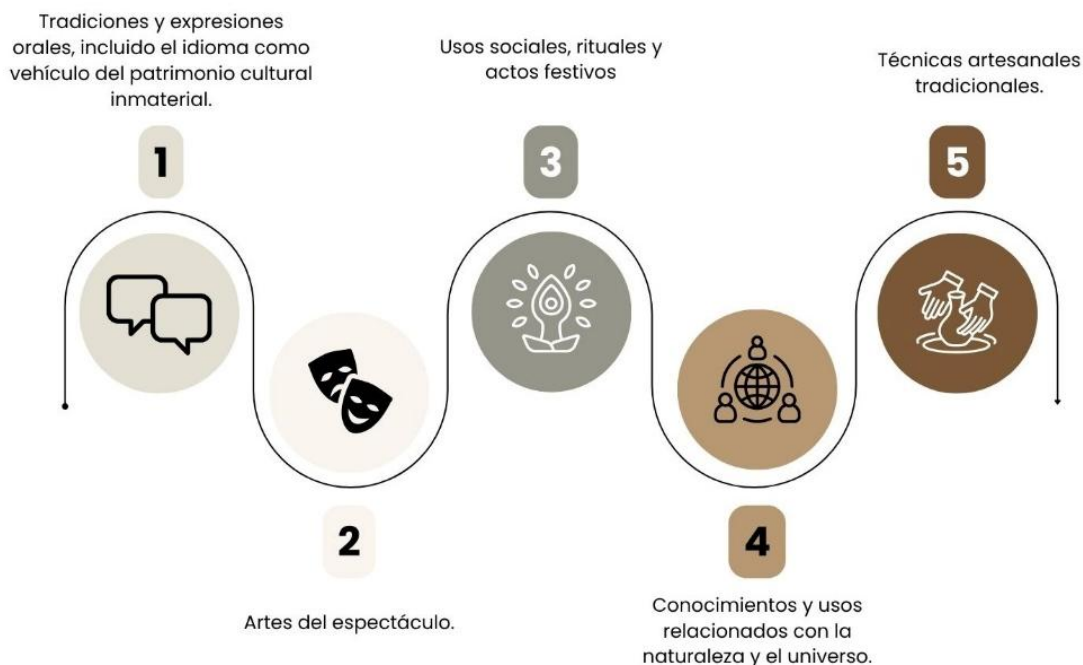 Tradiciones y expresiones
orales, incluido el idioma como
vehículo del patrimonio cultural
inmaterial.
1
2
Artes del espectáculo.
Usos sociales, rituales y
actos festivos
3
4
Conocimientos y usos
relacionados con la
naturaleza y el universo.
Técnicas artesanales
tradicionales.
5